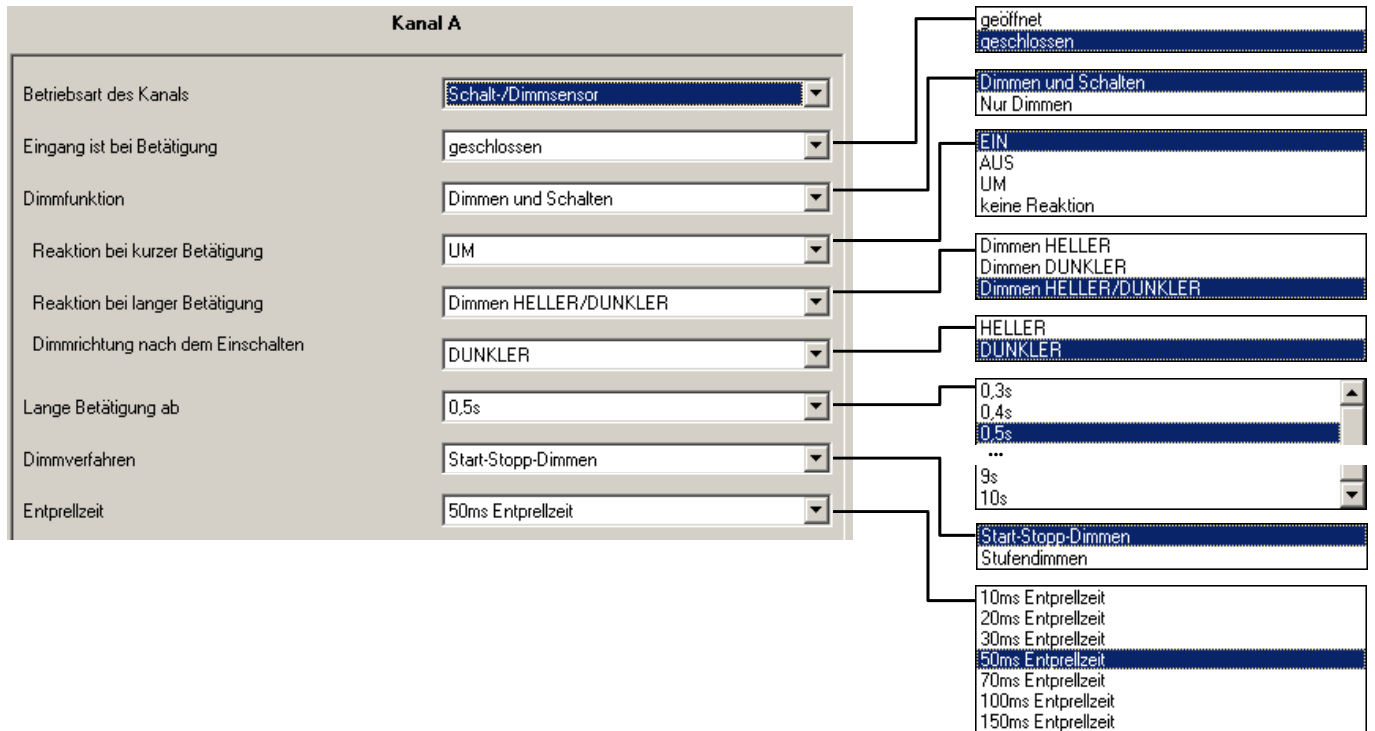 Kanal A
Betriebsart des Kanals
Schalt-/Dimmsensor
Eingang ist bei Betätigung
geschlossen
Dimmfunktion
Dimmen und Schalten
Reaktion bei kurzer Betätigung
UM
Reaktion bei langer Betätigung
Dimmen HELLER/DUNKLER
Dimmrichtung nach dem Einschalten
DUNKLER
Lange Betätigung ab
0,5s
Dimmverfahren
Start-Stopp-Dimmen
Entprellzeit
50ms Entprellzeit
geöffnet
geschlossen
Dimmen und Schalten
Nur Dimmen
EIN
AUS
UM
keine Reaktion
Dimmen HELLER
Dimmen DUNKLER
Dimmen HELLER/DUNKLER
HELLER
DUNKLER
0,3s
0,4s
0,5s
...
9s
10s
Start-Stopp-Dimmen
Stufendimmen
10ms Entprellzeit
20ms Entprellzeit
30ms Entprellzeit
50ms Entprellzeit
70ms Entprellzeit
100ms Entprellzeit
150ms Entprellzeit